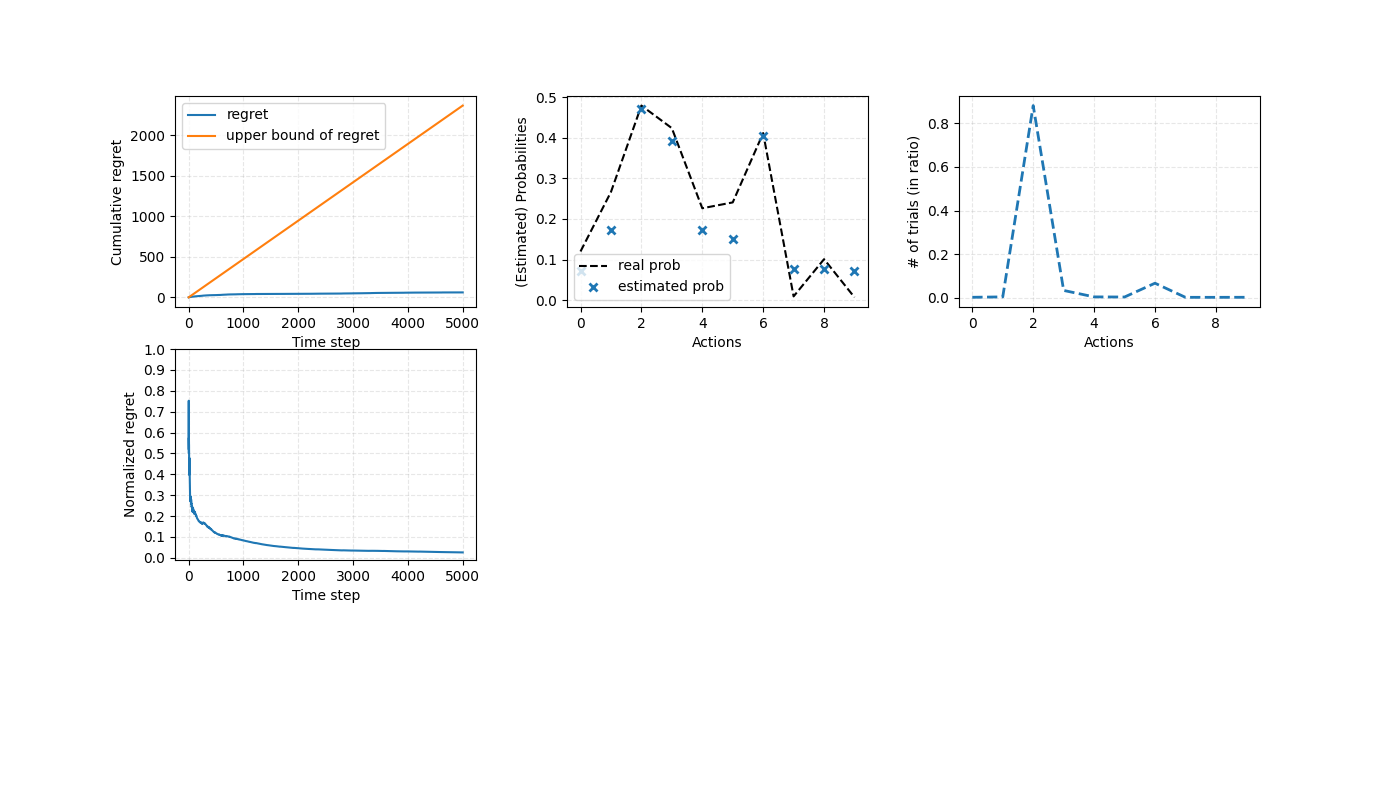 regret
upper bound of regret
Cumulative regret
2000
1500
1000
500
0
0 1000 2000 3000 4000 5000
Time step
(Estimated) Probabilities
0.5
0.4
0.3
0.2
0.1
0.0
real prob
estimated prob
0 2 4 6 8
Actions
# of trials (in ratio)
0.8
0.6
0.4
0.2
0.0
0 2 4 6 8
Actions
Normalized regret
1.0
0.9
0.8
0.7
0.6
0.5
0.4
0.3
0.2
0.1
0.0
0 1000 2000 3000 4000 5000
Time step